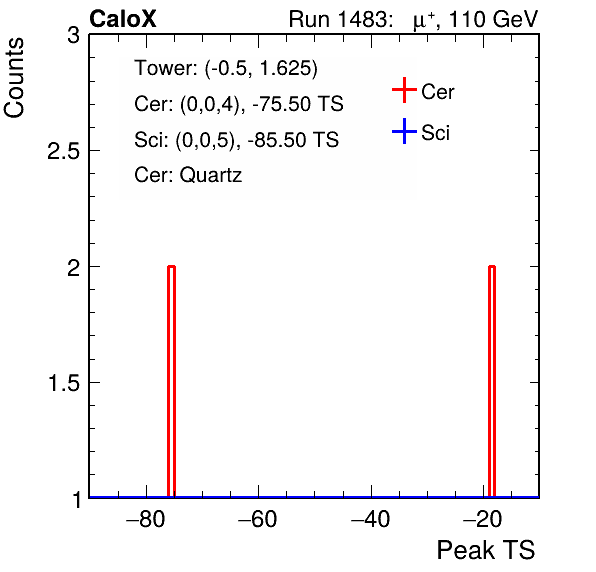 CaloX Run 1483: μ⁺, 110 GeV
Counts
3
2.5
2
1.5
1
Tower: (-0.5, 1.625)
Cer: (0,0,4), -75.50 TS
Sci: (0,0,5), -85.50 TS
Cer: Quartz
Cer
Sci
−80 −60 −40 −20
Peak TS